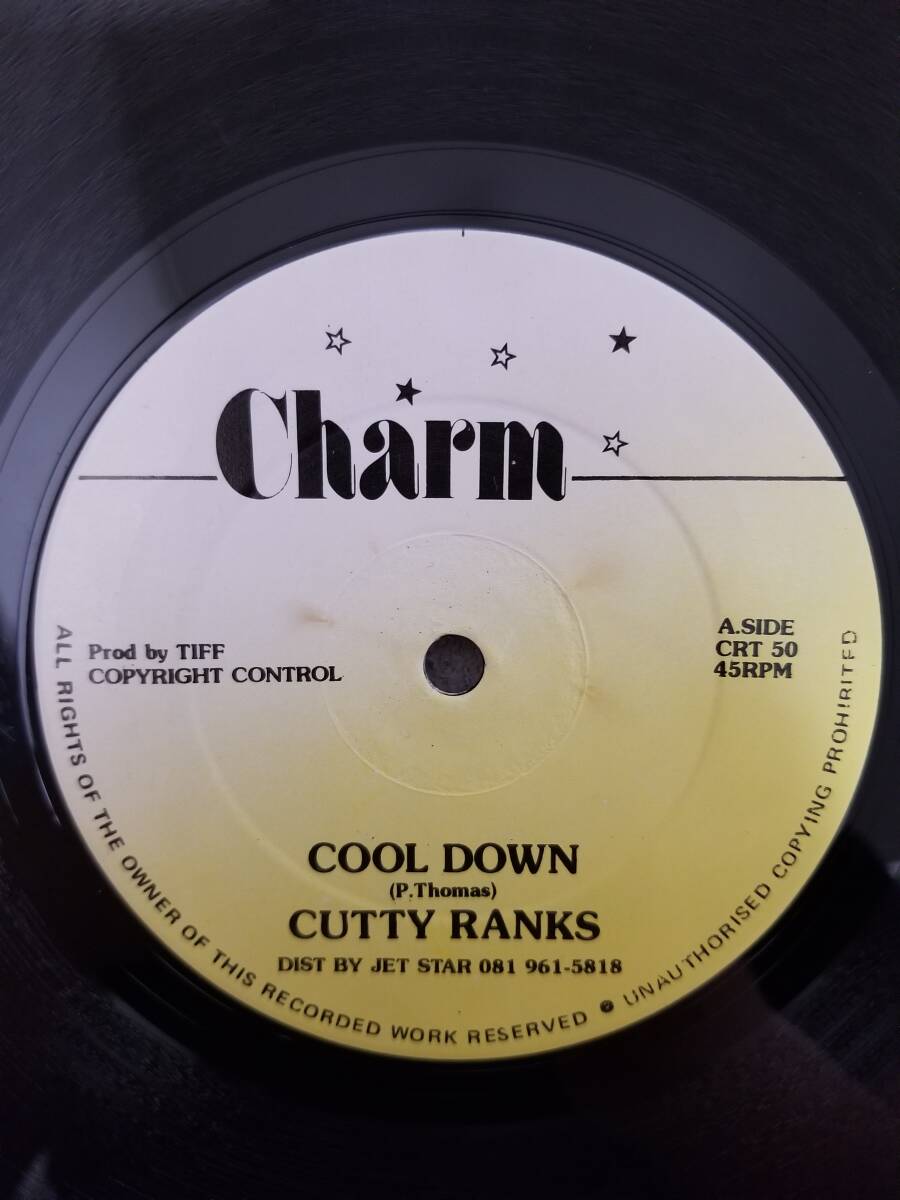 Charm
Prod by TIFF
COPYRIGHT CONTROL
A.SIDE
CRT 50
45RPM
COOL DOWN
(P.Thomas)
CUTTY RANKS
DIST BY JET STAR 081 961-5818
ALL RIGHTS OF THE OWNER OF THIS RECORDED WORK RESERVED ● UNAUTHORISED COPYING PROHIBITED